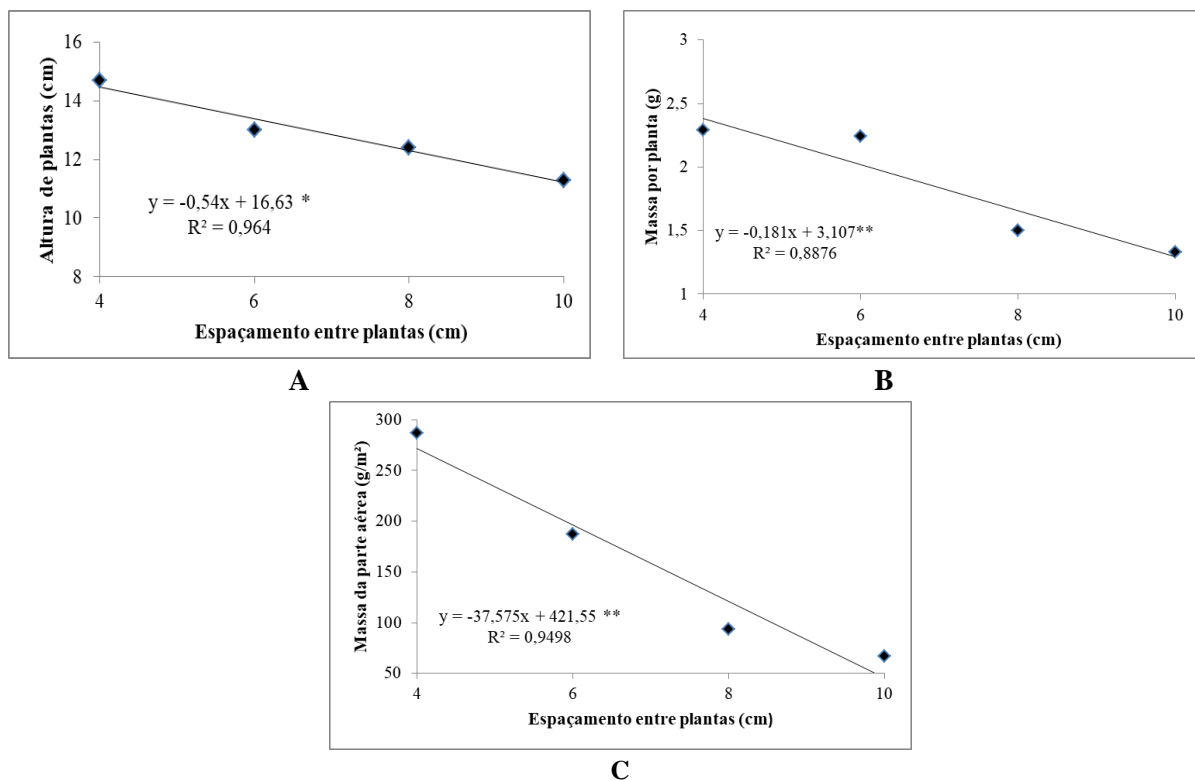 Altura de plantas (cm)
16
14
12
10
8
y = -0,54x + 16,63 *
R² = 0,964
4
6
8
10
Espaçamento entre plantas (cm)
A
Massa por planta (g)
3
2,5
2
1,5
1
y = -0,181x + 3,107**
R² = 0,8876
4
6
8
10
Espaçamento entre plantas (cm)
B
Massa da parte aérea (g/m²)
300
250
200
150
100
50
y = -37,575x + 421,55 **
R² = 0,9498
4
6
8
10
Espaçamento entre plantas (cm)
C